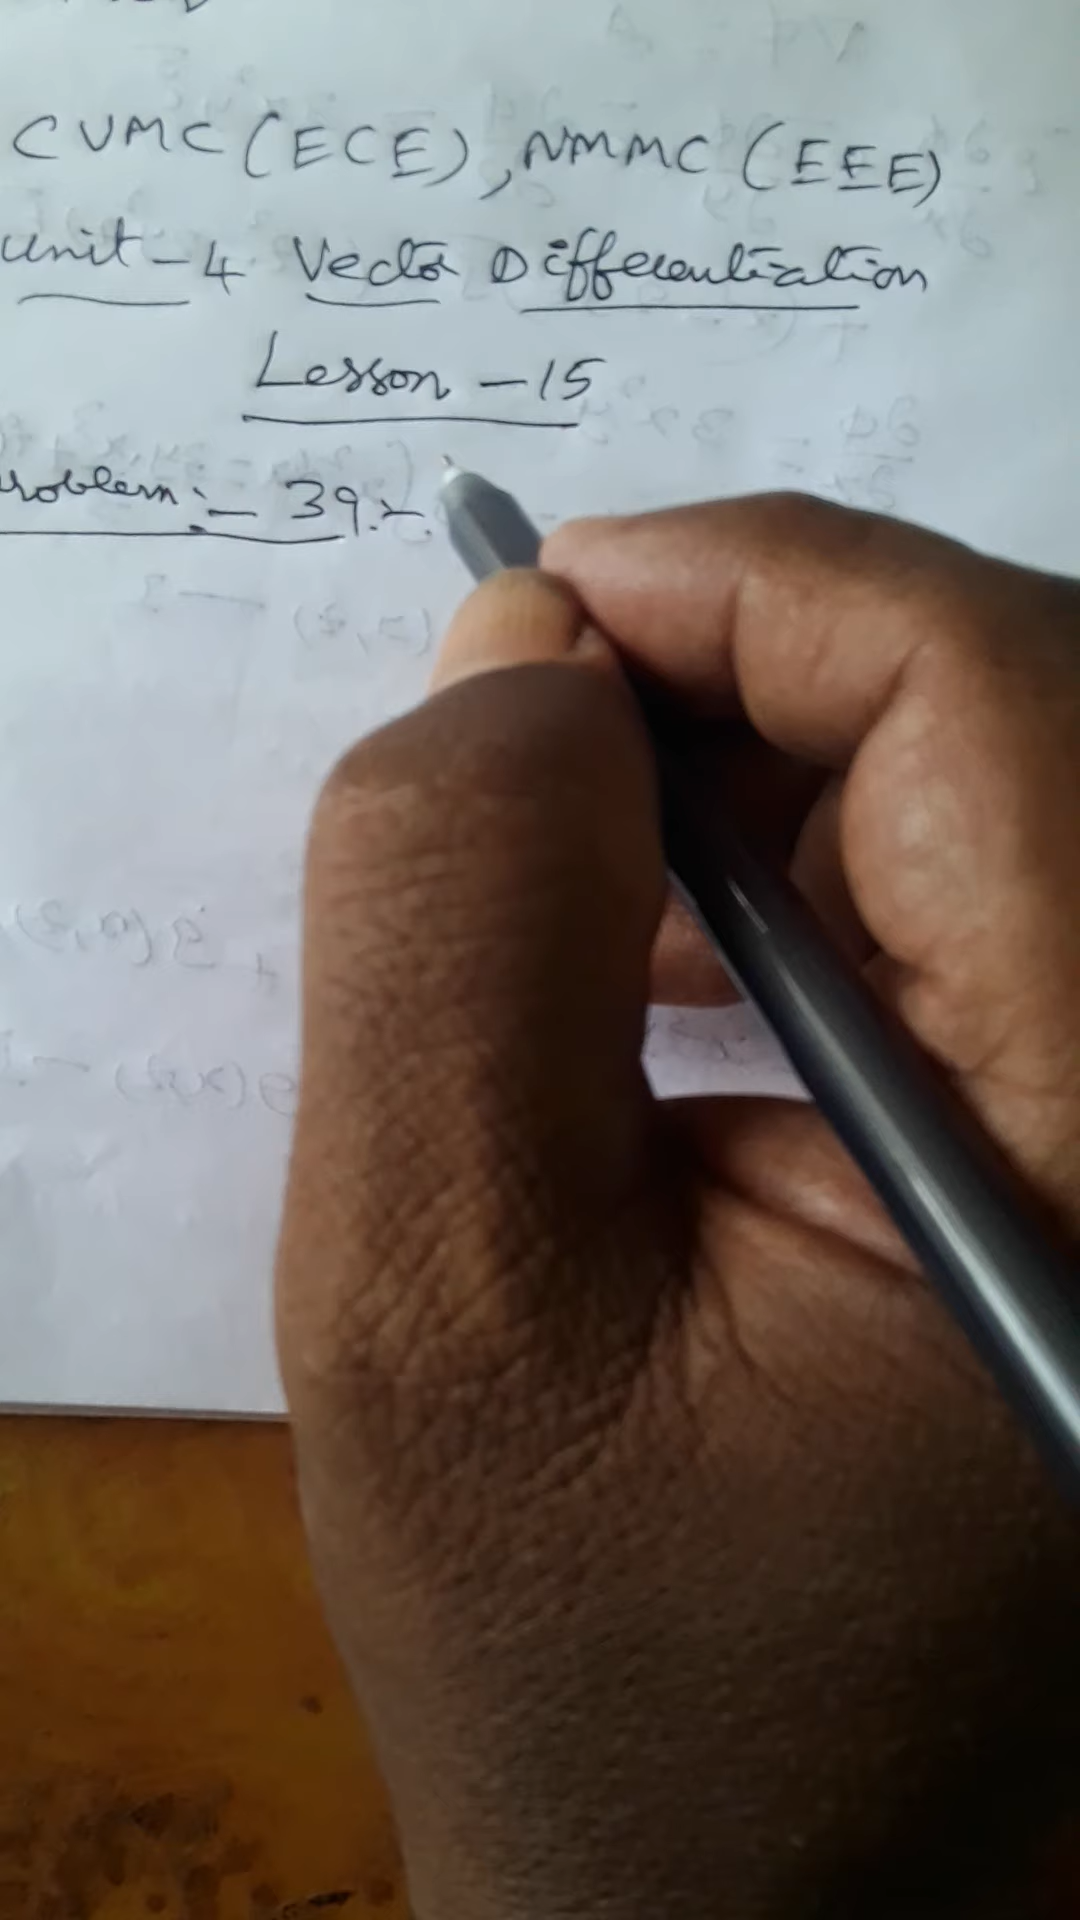 CVMC (ECE), NMMC (EEE)
Unit - 4 Vector Differentiation
Lesson - 15
Problem:- 39:-